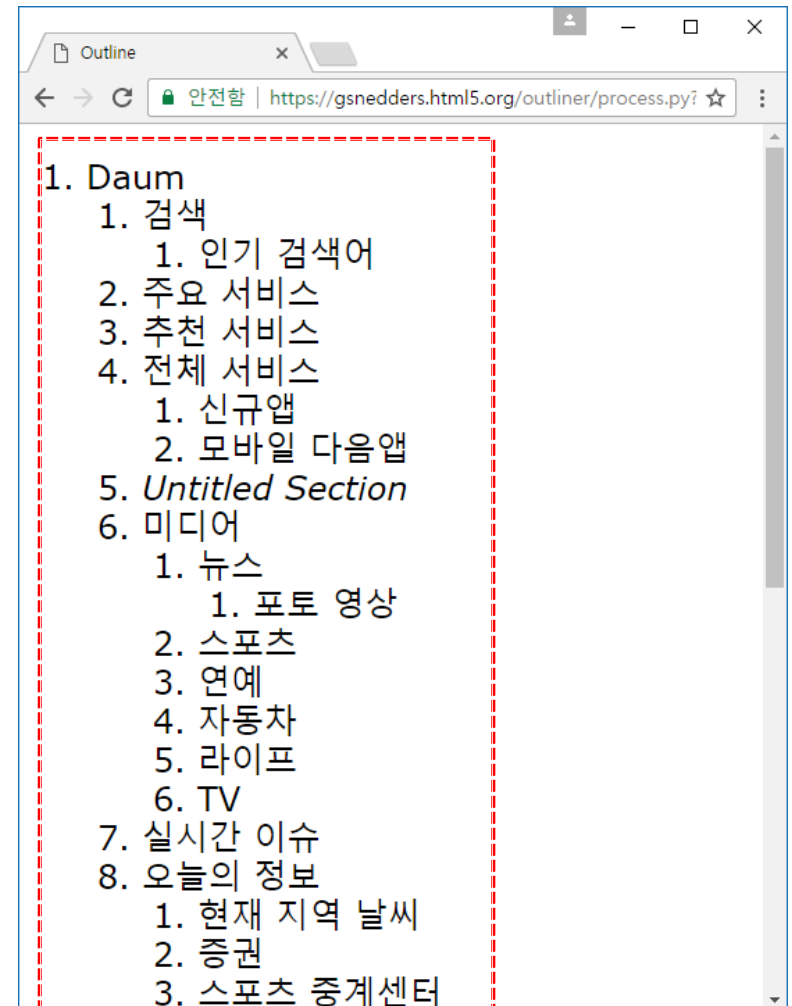 Outline
안전함 | https://gsnedders.html5.org/outliner/process.py?
1. Daum
1. 검색
1. 인기 검색어
2. 주요 서비스
3. 추천 서비스
4. 전체 서비스
1. 신규앱
2. 모바일 다음앱
5. Untitled Section
6. 미디어
1. 뉴스
1. 포토 영상
2. 스포츠
3. 연예
4. 자동차
5. 라이프
6. TV
7. 실시간 이슈
8. 오늘의 정보
1. 현재 지역 날씨
2. 증권
3. 스포츠 중계센터